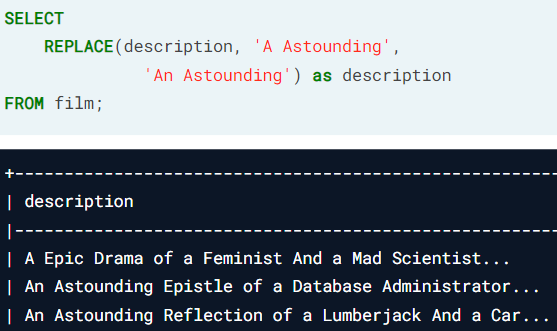 SELECT
    REPLACE(description, 'A Astounding',
              'An Astounding') as description
FROM film;
+-------------------------------------------------------
| description
|-------------------------------------------------------
| A Epic Drama of a Feminist And a Mad Scientist...
| An Astounding Epistle of a Database Administrator...
| An Astounding Reflection of a Lumberjack And a Car...